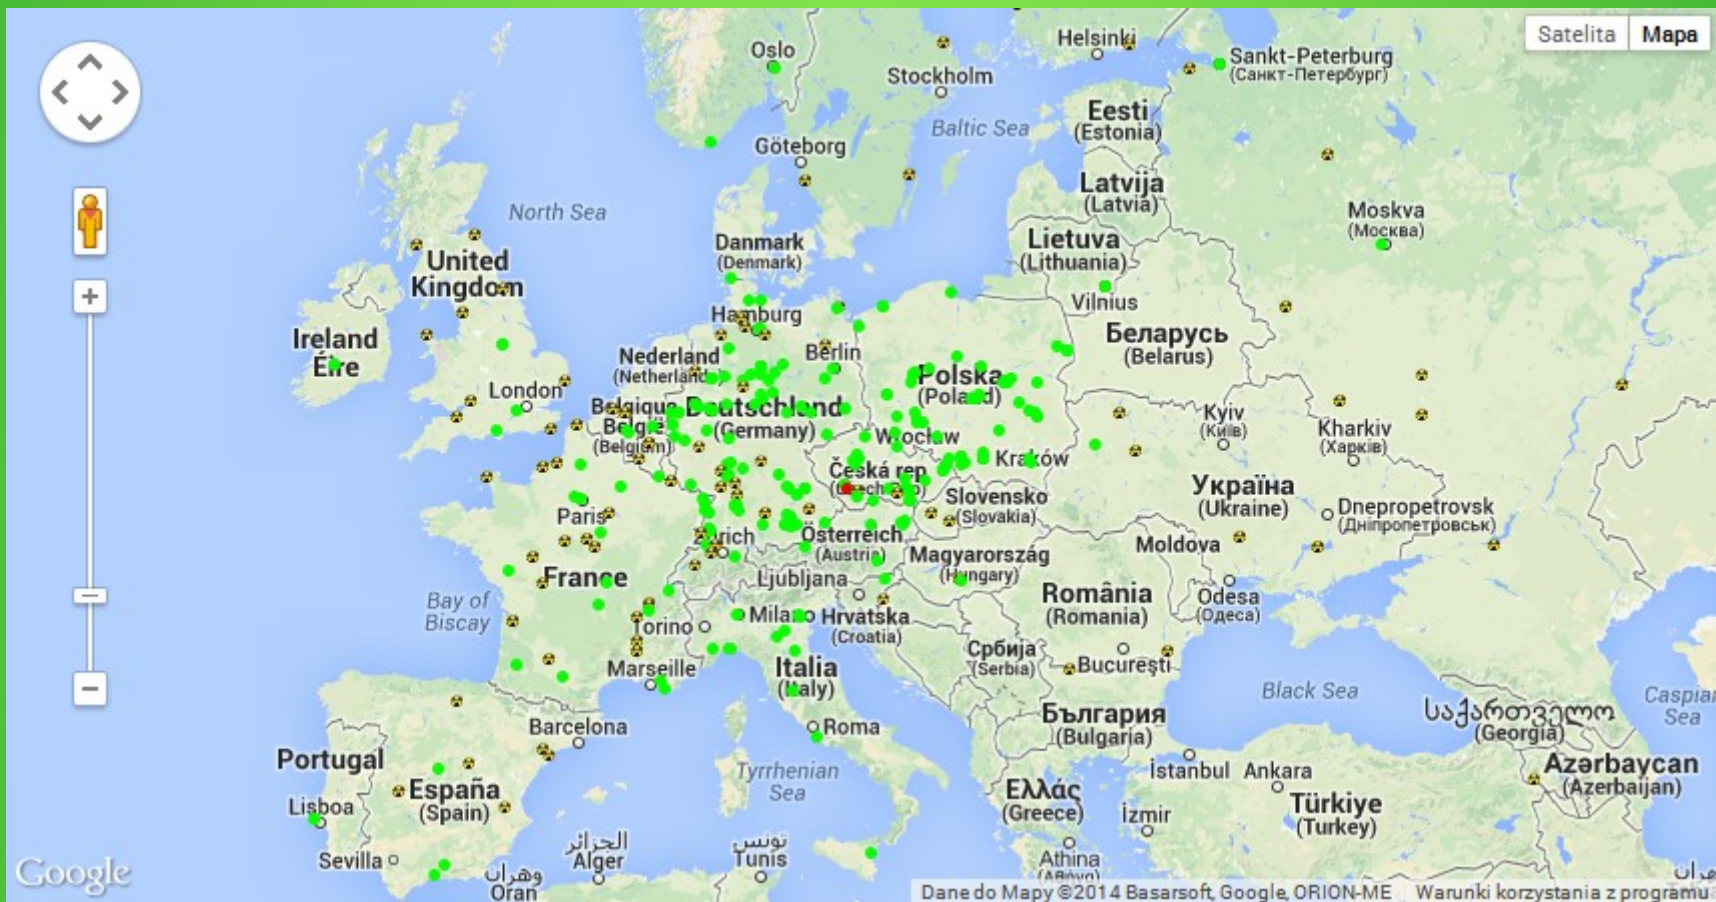 Satelita
Mapa
Oslo
Helsinki
Stockholm
Sankt-Peterburg
(Санкт-Петербург)
Eesti
(Estonia)
Baltic Sea
Göteborg
Latvija
(Latvia)
North Sea
Moskva
(Москва)
Danmark
(Denmark)
Lietuva
(Lithuania)
United
Kingdom
Vilnius
Hamburg
Ireland
Éire
Беларусь
(Belarus)
Nederland
(Netherlands)
Berlin
Polska
(Poland)
London
Belgique
België
(Belgium)
Deutschland
(Germany)
Kyiv
(Київ)
Kharkiv
(Харків)
Wrocław
Kraków
Česká rep
Slovensko
(Slovakia)
Україна
(Ukraine)
Dnepropetrovsk
(Дніпропетровськ)
Paris
Zürich
Österreich
(Austria)
Moldova
Magyarország
(Hungary)
France
Ljubljana
România
(Romania)
Odesa
(Одеса)
Bay of
Biscay
Torino
Milano
Hrvatska
(Croatia)
Србија
(Serbia)
București
Marseille
Italia
(Italy)
Black Sea
Caspian
Sea
България
(Bulgaria)
საქართველო
(Georgia)
Barcelona
Roma
Portugal
España
(Spain)
Tyrrhenian
Sea
İstanbul
Ankara
Azərbaycan
(Azerbaijan)
Ελλάς
(Greece)
İzmir
Türkiye
(Turkey)
Lisboa
Sevilla
الجزائر
Alger
تونس
Tunis
Athina
(Αθήνα)
وهران
Oran
Google
Dane do Mapy ©2014 Basarsoft, Google, ORION-ME
Warunki korzystania z programu